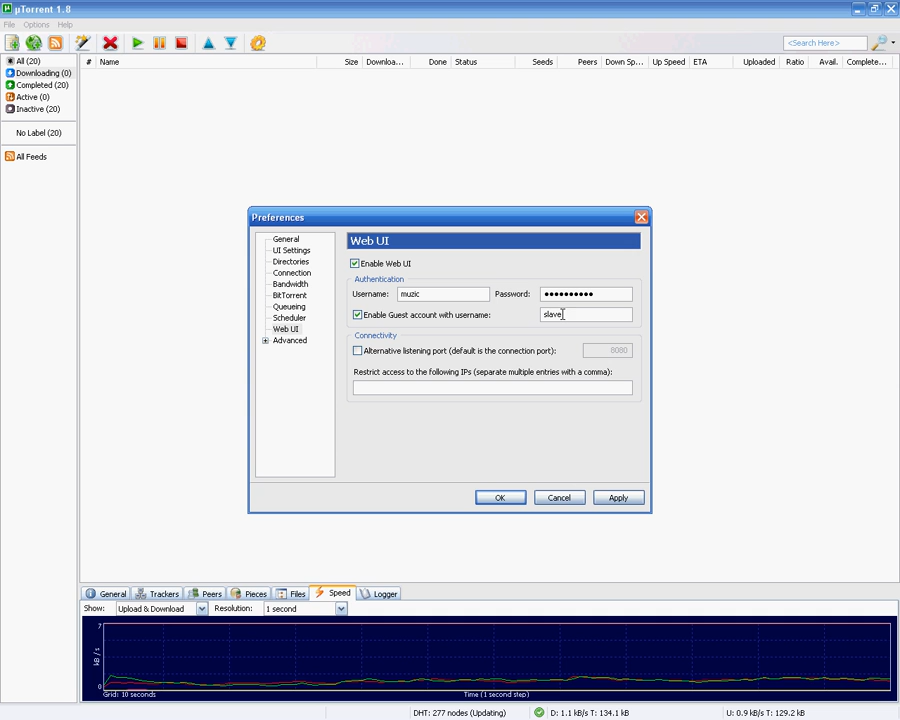 µTorrent 1.8
File Options Help
<Search Here>
All (20)
Downloading (0)
Completed (20)
Active (0)
Inactive (20)
No Label (20)
All Feeds
# Name Size Downloa... Done Status Seeds Peers Down Sp... Up Speed ETA Uploaded Ratio Avail. Complete...
Preferences
General
UI Settings
Directories
Connection
Bandwidth
BitTorrent
Queueing
Scheduler
Web UI
Advanced
Web UI
Enable Web UI
Authentication
Username: muzic Password: ●●●●●●●●●●
Enable Guest account with username: slave
Connectivity
Alternative listening port (default is the connection port): 8080
Restrict access to the following IPs (separate multiple entries with a comma):
OK Cancel Apply
General Trackers Peers Pieces Files Speed Logger
Show: Upload & Download Resolution: 1 second
7
kB / s
0
Grid: 10 seconds Time (1 second step)
DHT: 277 nodes (Updating) D: 1.1 kB/s T: 134.1 kB U: 0.9 kB/s T: 129.2 kB